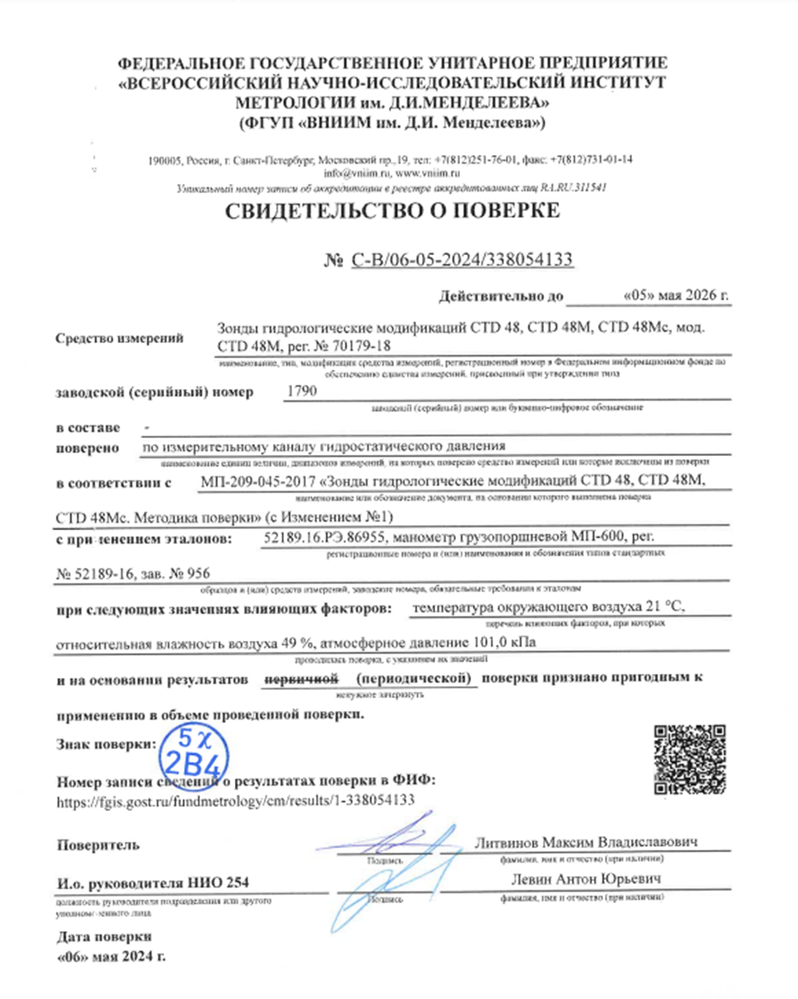 ФЕДЕРАЛЬНОЕ ГОСУДАРСТВЕННОЕ УНИТАРНОЕ ПРЕДПРИЯТИЕ
«ВСЕРОССИЙСКИЙ НАУЧНО-ИССЛЕДОВАТЕЛЬСКИЙ ИНСТИТУТ
МЕТРОЛОГИИ им. Д.И.МЕНДЕЛЕЕВА»
(ФГУП «ВНИИМ им. Д.И. Менделеева»)
190005, Россия, г. Санкт-Петербург, Московский пр.,19, тел: +7(812)251-76-01, факс: +7(812)731-01-14
info@vniim.ru, www.vniim.ru
Уникальный номер записи об аккредитации в реестре аккредитованных лиц RA.RU.311541
СВИДЕТЕЛЬСТВО О ПОВЕРКЕ
№ С-В/06-05-2024/338054133
Действительно до «05» мая 2026 г.
Средство измерений Зонды гидрологические модификаций CTD 48, CTD 48M, CTD 48Mc, мод.
CTD 48M, рег. № 70179-18
наименование, тип, модификация средства измерений, регистрационный номер в Федеральном информационном фонде по
обеспечению единства измерений, присвоенный при утверждении типа
заводской (серийный) номер 1790
заводской (серийный) номер или буквенно-цифровое обозначение
в составе -
поверено по измерительному каналу гидростатического давления
наименование единиц величин, диапазонов измерений, на которых поверено средство измерений или которые исключены из поверки
в соответствии с МП-209-045-2017 «Зонды гидрологические модификаций CTD 48, CTD 48M,
наименование или обозначение документа, на основании которого выполнена поверка
CTD 48Mc. Методика поверки» (с Изменением №1)
с применением эталонов: 52189.16.РЭ.86955, манометр грузопоршневой МП-600, рег.
регистрационные номера и (или) наименования и обозначения типов стандартных
№ 52189-16, зав. № 956
образцов и (или) средств измерений, заводские номера, обязательные требования к эталонам
при следующих значениях влияющих факторов: температура окружающего воздуха 21 °С,
перечень влияющих факторов, при которых
относительная влажность воздуха 49 %, атмосферное давление 101,0 кПа
проводилась поверка, с указанием их значений
и на основании результатов первичной (периодической) поверки признано пригодным к
ненужное зачеркнуть
применению в объеме проведенной поверки.
Знак поверки:
5 χ
2В4
Номер записи сведений о результатах поверки в ФИФ:
https://fgis.gost.ru/fundmetrology/cm/results/1-338054133
Поверитель Литвинов Максим Владиславович
Подпись фамилия, имя и отчество (при наличии)
И.о. руководителя НИО 254 Левин Антон Юрьевич
должность руководителя подразделения или другого Подпись фамилия, имя и отчество (при наличии)
уполномоченного лица
Дата поверки
«06» мая 2024 г.